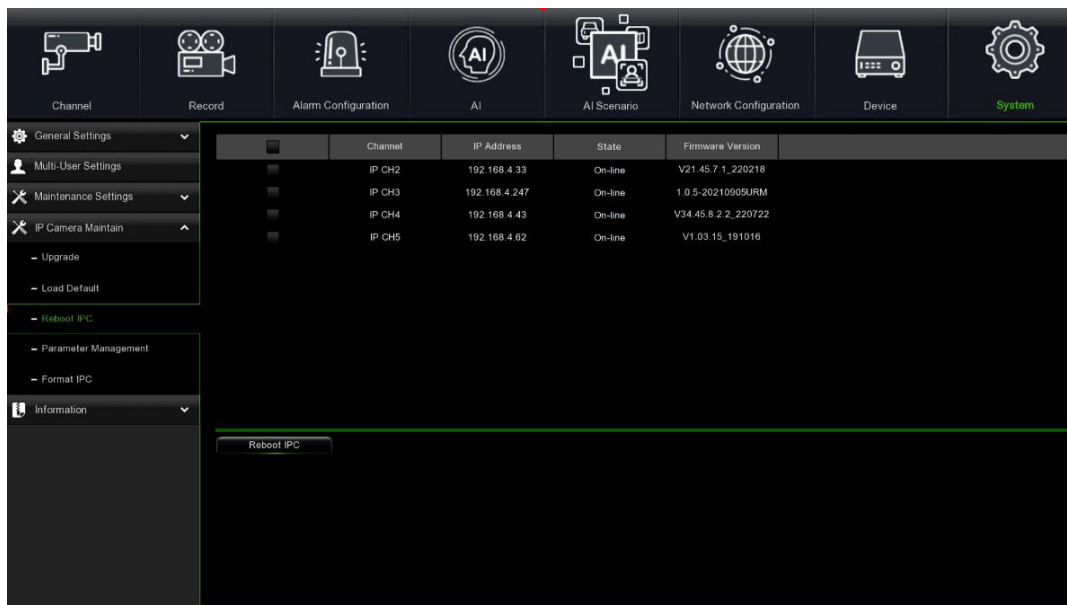 AI
AI
Channel Record Alarm Configuration AI AI Scenario Network Configuration Device System
General Settings
Multi-User Settings
Maintenance Settings
IP Camera Maintain
– Upgrade
– Load Default
– Reboot IPC
– Parameter Management
– Format IPC
Information
Channel IP Address State Firmware Version
IP CH2 192.168.4.33 On-line V21.45.7.1_220218
IP CH3 192.168.4.247 On-line 1.0.5-20210905URM
IP CH4 192.168.4.43 On-line V34.45.8.2.2_220722
IP CH5 192.168.4.62 On-line V1.03.15_191016
Reboot IPC